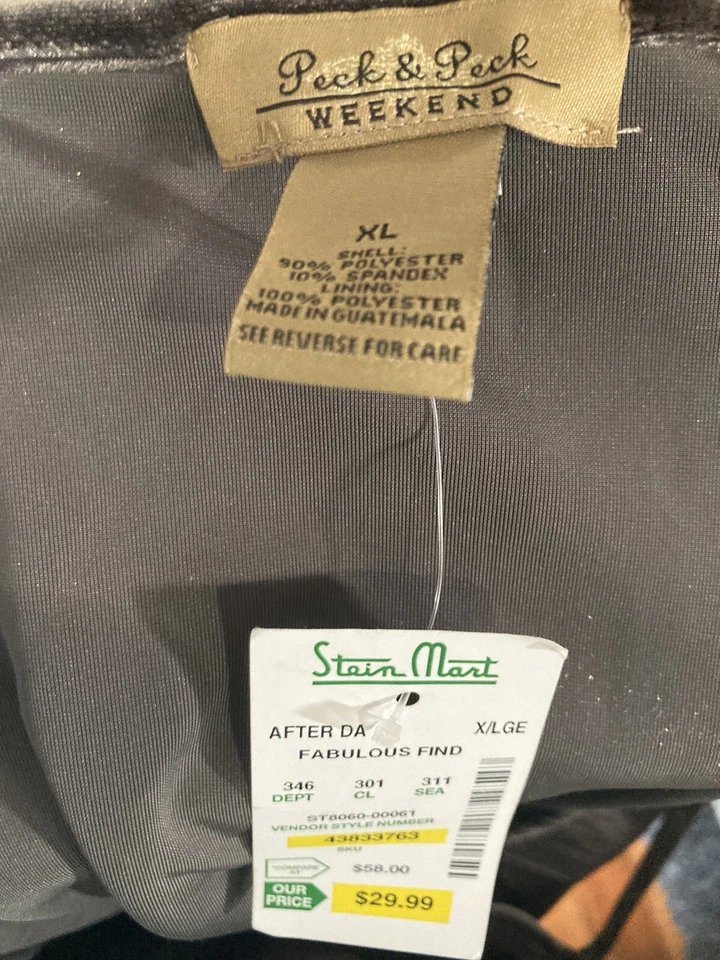 Peck & Peck
WEEKEND
XL
SHELL:
90% POLYESTER
10% SPANDEX
LINING:
100% POLYESTER
MADE IN GUATEMALA
SEE REVERSE FOR CARE
Stein Mart
AFTER DA X/LGE
FABULOUS FIND
346 301 311
DEPT CL SEA
ST8060-00061
VENDOR STYLE NUMBER
43833763
SKU
*COMPARE AT $58.00
OUR PRICE $29.99